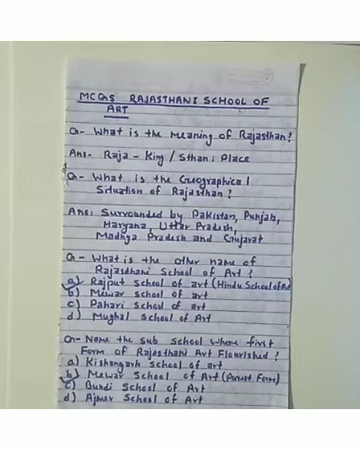 MCQS RAJASTHANI SCHOOL OF
ART
Q- What is the Meaning of Rajasthan?
Ans- Raja - King / Sthan: Place
Q- What is the Geographical
Situation of Rajasthan?
Ans: Surrounded by Pakistan, Punjab,
Haryana, Uttar Pradesh,
Madhya Pradesh and Gujarat
Q- What is the other name of
Rajasthani School of Art?
a) Rajput School of art (Hindu School of Art
b) Mewar School of art
c) Pahari School of art
d) Mughal School of Art
Q- Name the Sub School where first
Form of Rajasthani Art Flourished?
a) Kishangarh School of art
b) Mewar School of Art (Purest Form)
c) Bundi School of Art
d) Ajmer School of Art